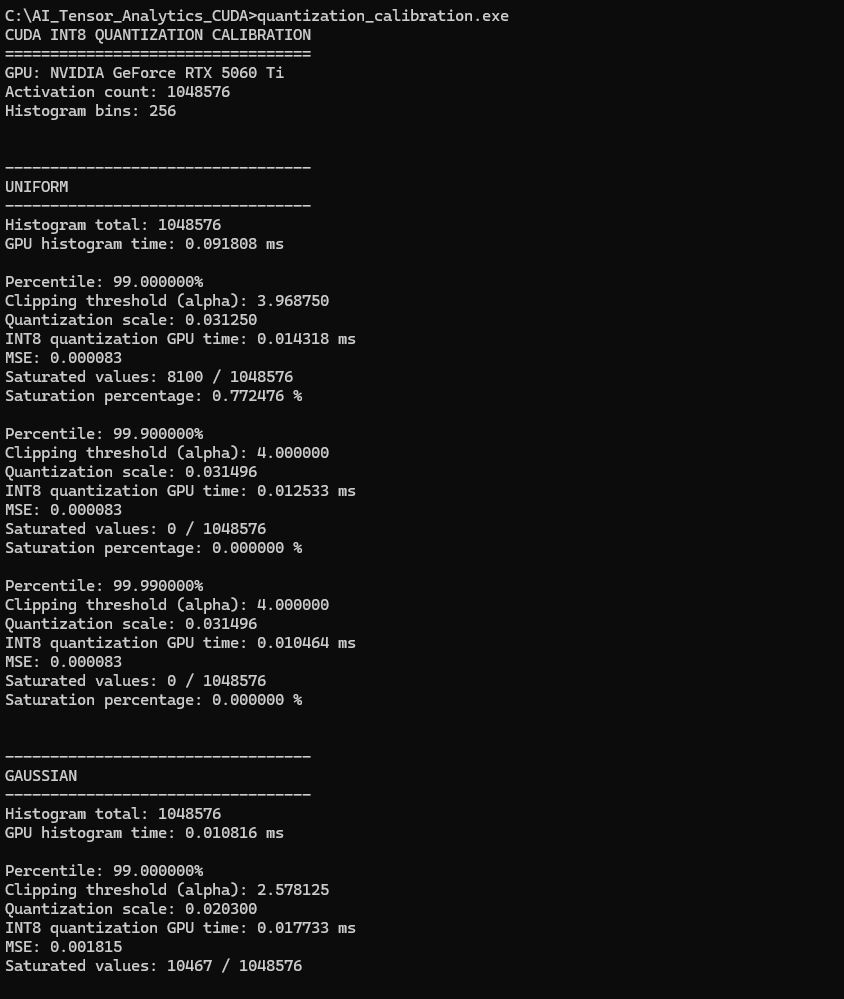 C:\AI_Tensor_Analytics_CUDA>quantization_calibration.exe
CUDA INT8 QUANTIZATION CALIBRATION
==================================
GPU: NVIDIA GeForce RTX 5060 Ti
Activation count: 1048576
Histogram bins: 256
----------------------------------
UNIFORM
----------------------------------
Histogram total: 1048576
GPU histogram time: 0.091808 ms
Percentile: 99.000000%
Clipping threshold (alpha): 3.968750
Quantization scale: 0.031250
INT8 quantization GPU time: 0.014318 ms
MSE: 0.000083
Saturated values: 8100 / 1048576
Saturation percentage: 0.772476 %
Percentile: 99.900000%
Clipping threshold (alpha): 4.000000
Quantization scale: 0.031496
INT8 quantization GPU time: 0.012533 ms
MSE: 0.000083
Saturated values: 0 / 1048576
Saturation percentage: 0.000000 %
Percentile: 99.990000%
Clipping threshold (alpha): 4.000000
Quantization scale: 0.031496
INT8 quantization GPU time: 0.010464 ms
MSE: 0.000083
Saturated values: 0 / 1048576
Saturation percentage: 0.000000 %
----------------------------------
GAUSSIAN
----------------------------------
Histogram total: 1048576
GPU histogram time: 0.010816 ms
Percentile: 99.000000%
Clipping threshold (alpha): 2.578125
Quantization scale: 0.020300
INT8 quantization GPU time: 0.017733 ms
MSE: 0.001815
Saturated values: 10467 / 1048576